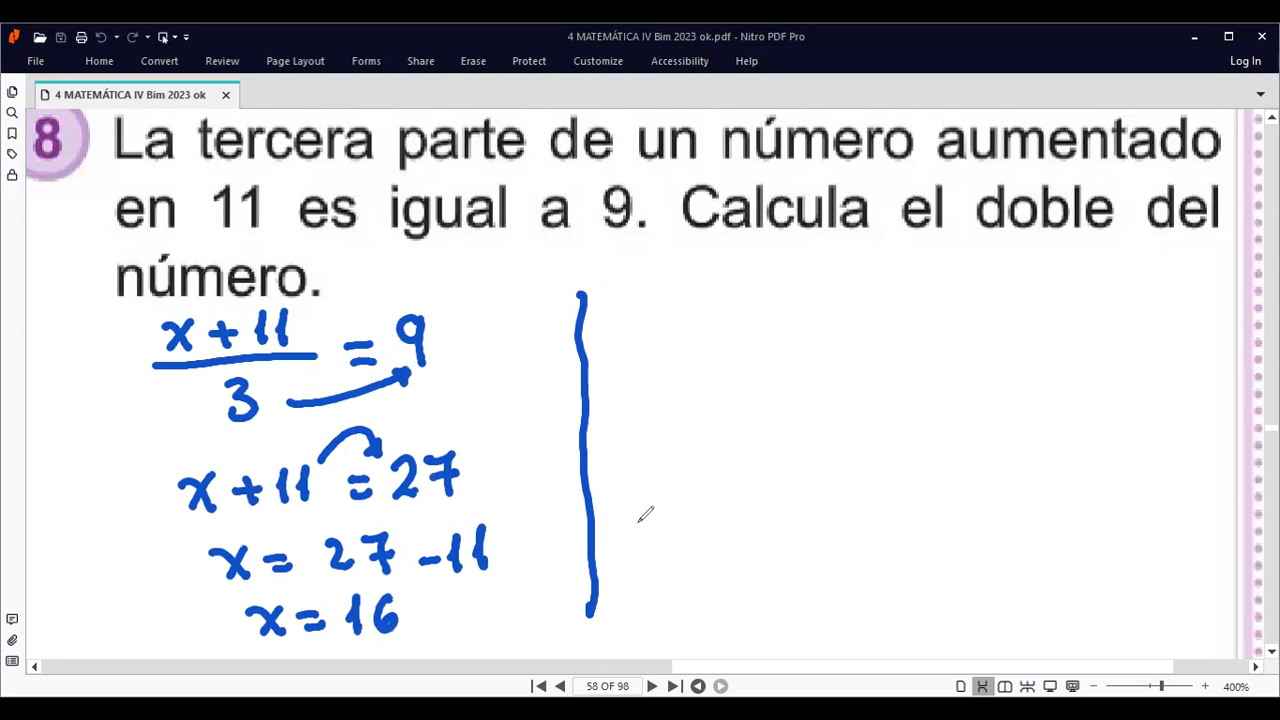 4 MATEMÁTICA IV Bim 2023 ok.pdf - Nitro PDF Pro
File Home Convert Review Page Layout Forms Share Erase Protect Customize Accessibility Help Log In
4 MATEMÁTICA IV Bim 2023 ok
8 La tercera parte de un número aumentado
en 11 es igual a 9. Calcula el doble del
número.
x + 11
= 9
3
x + 11 = 27
x = 27 - 11
x = 16
58 OF 98
400%